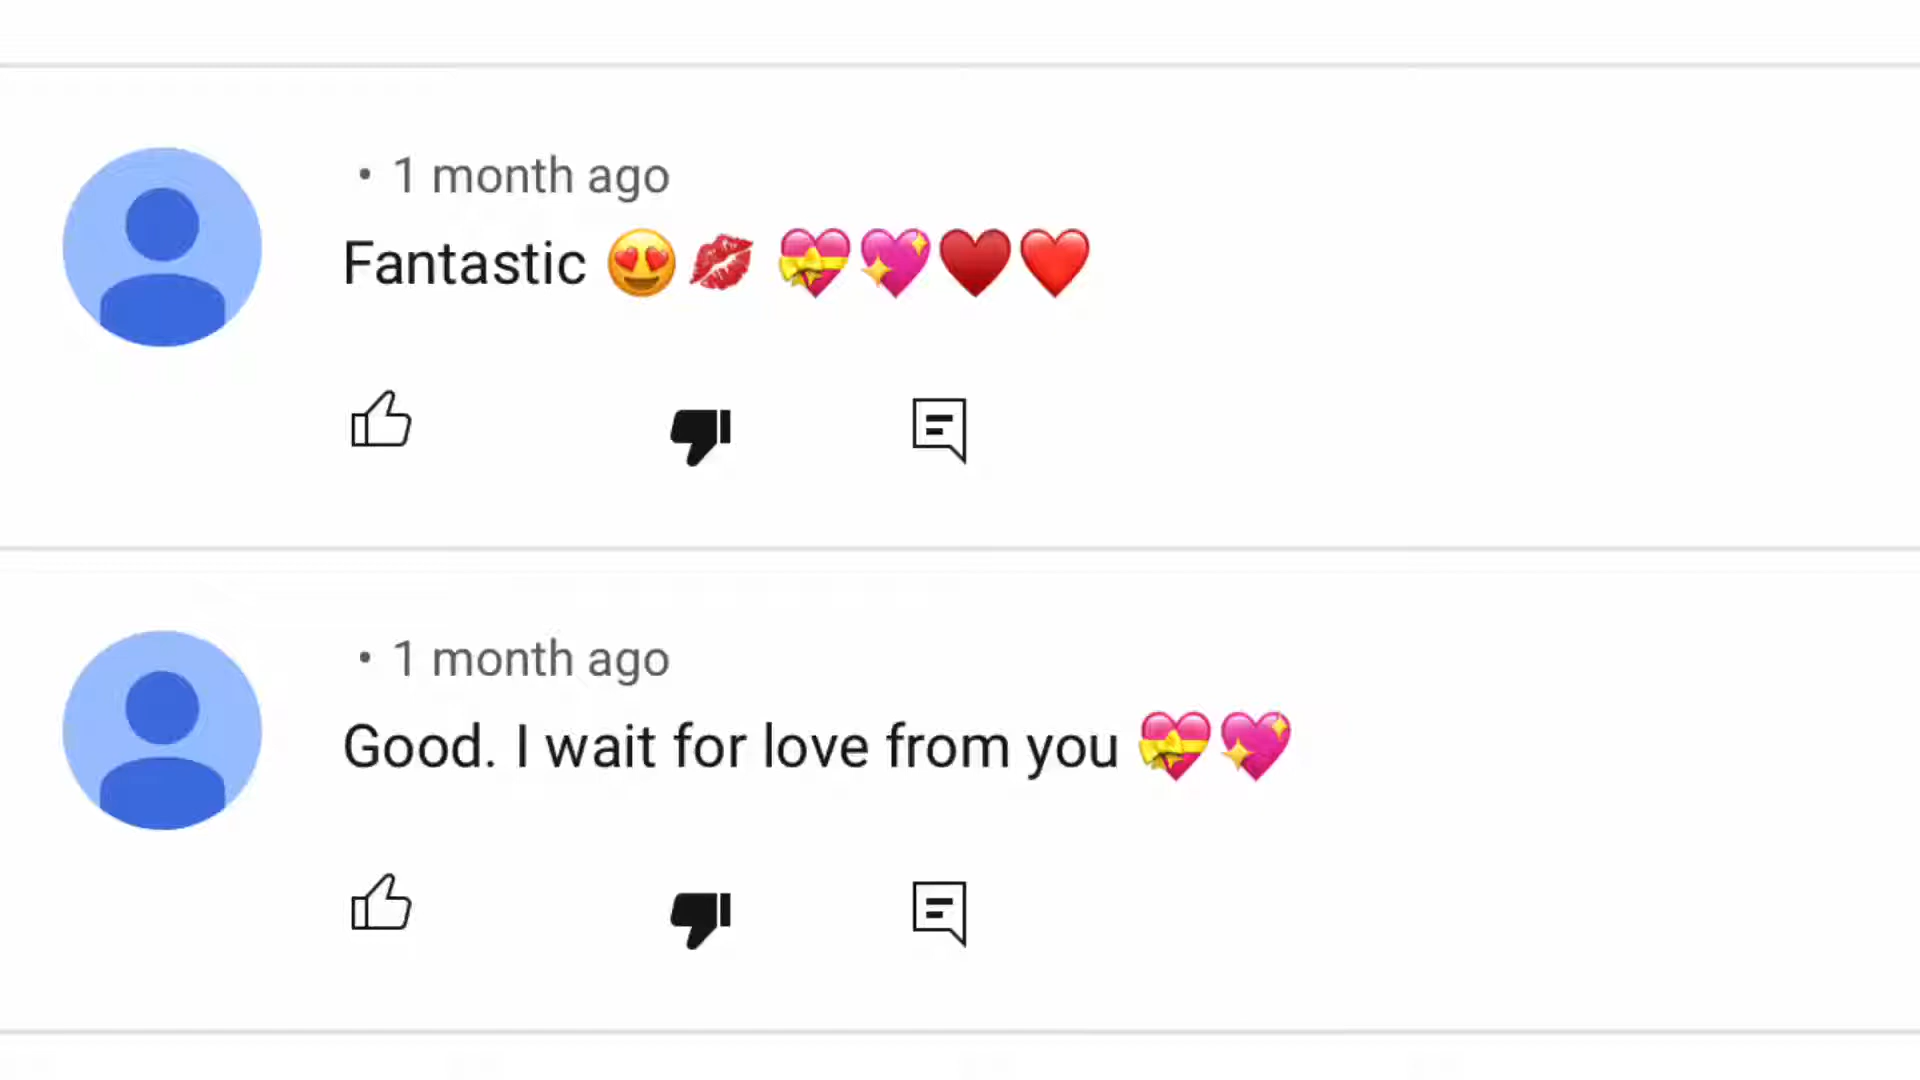 • 1 month ago
Fantastic 😍💋 💝💖♥️❤️
• 1 month ago
Good. I wait for love from you 💝💖